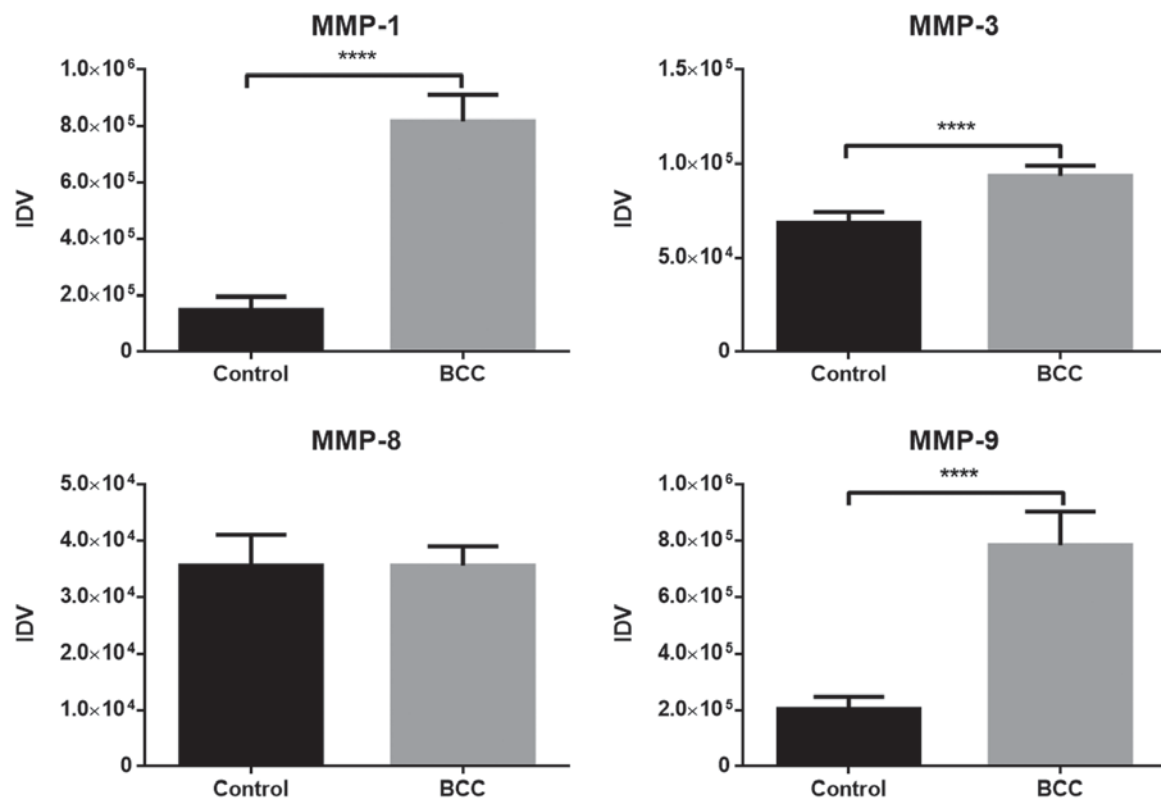 MMP-1
****
1.0×10⁶
8.0×10⁵
6.0×10⁵
4.0×10⁵
2.0×10⁵
0
IDV
Control BCC
MMP-3
****
1.5×10⁵
1.0×10⁵
5.0×10⁴
0
IDV
Control BCC
MMP-8
5.0×10⁴
4.0×10⁴
3.0×10⁴
2.0×10⁴
1.0×10⁴
0
IDV
Control BCC
MMP-9
****
1.0×10⁶
8.0×10⁵
6.0×10⁵
4.0×10⁵
2.0×10⁵
0
IDV
Control BCC